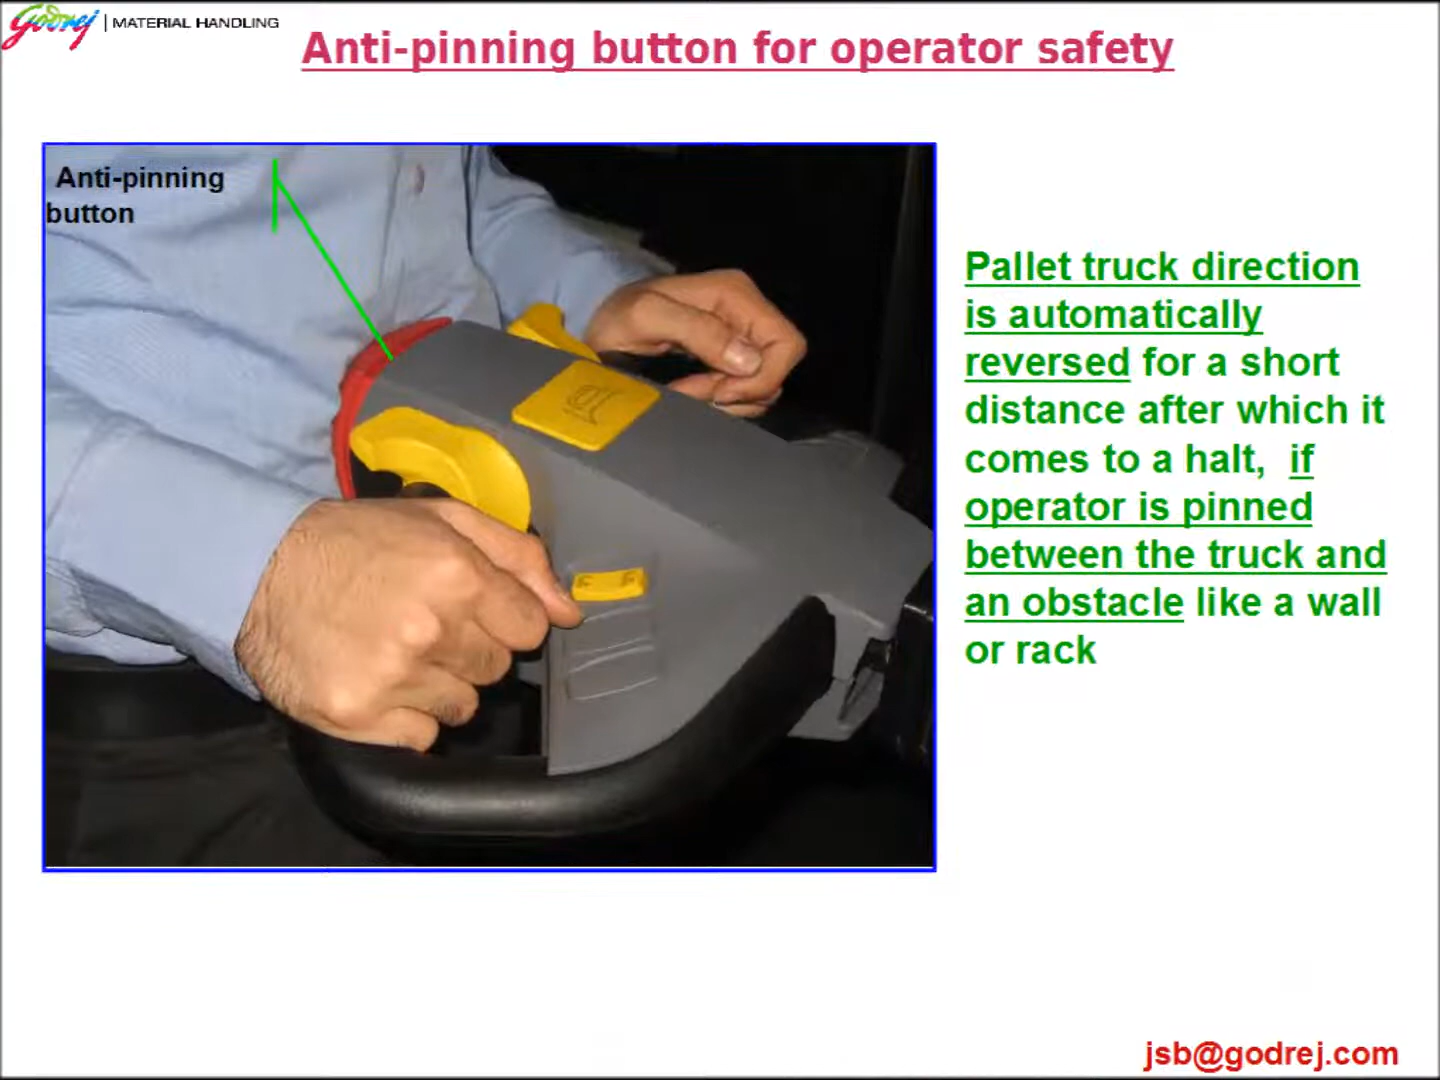 Godrej | MATERIAL HANDLING
Anti-pinning button for operator safety
Anti-pinning
button
Pallet truck direction
is automatically
reversed for a short
distance after which it
comes to a halt, if
operator is pinned
between the truck and
an obstacle like a wall
or rack
jsb@godrej.com